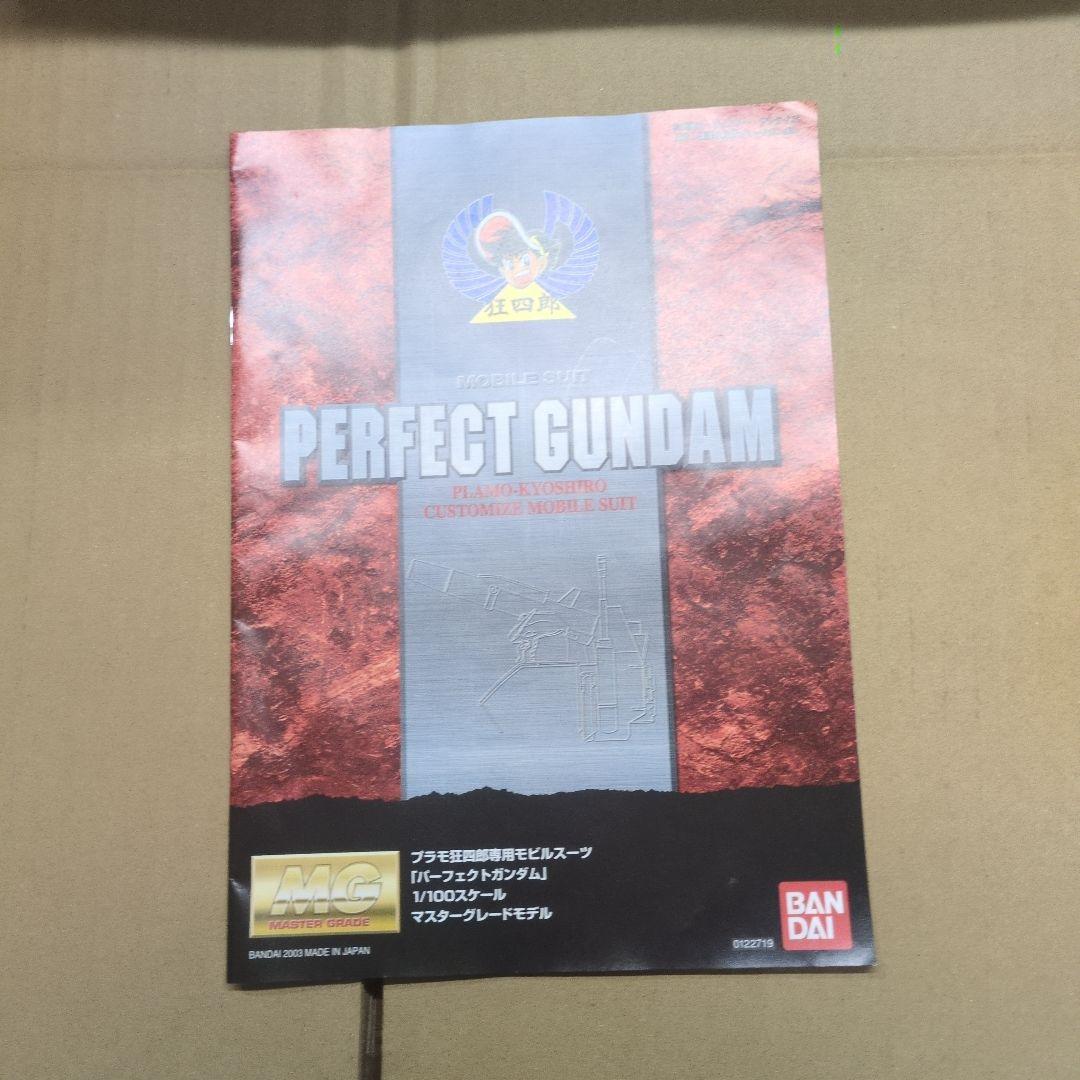 狂四郎
MOBILE SUIT
PERFECT GUNDAM
PLAMO-KYOSHIRO
CUSTOMIZE MOBILE SUIT
プラモ狂四郎専用モビルスーツ
「パーフェクトガンダム」
1/100スケール
マスターグレードモデル
MG
MASTER GRADE
BANDAI 2003 MADE IN JAPAN
0122719
BAN
DAI